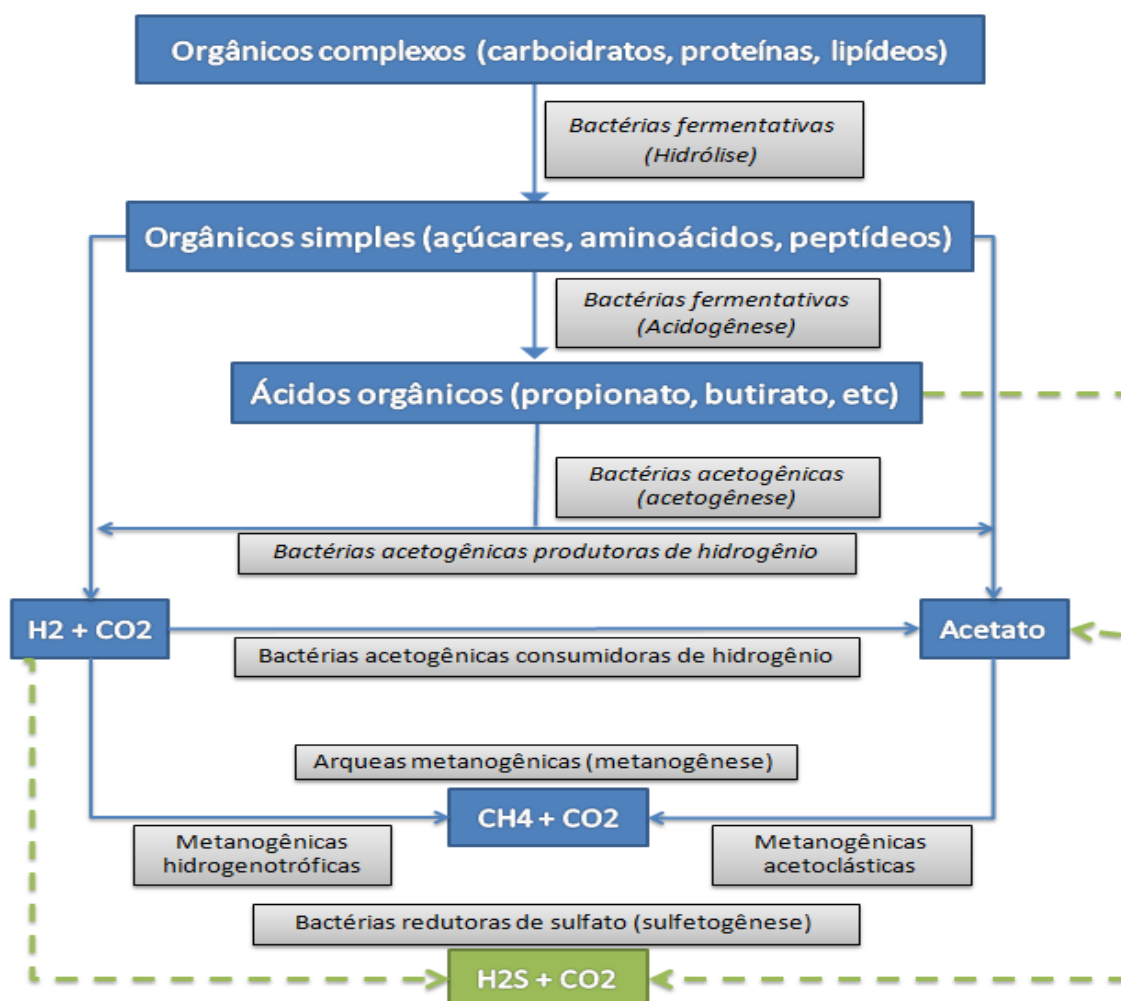 Orgânicos complexos (carboidratos, proteínas, lipídeos)
Bactérias fermentativas
(Hidrólise)
Orgânicos simples (açúcares, aminoácidos, peptídeos)
Bactérias fermentativas
(Acidogênese)
Ácidos orgânicos (propionato, butirato, etc)
Bactérias acetogênicas
(acetogênese)
Bactérias acetogênicas produtoras de hidrogênio
H2 + CO2
Acetato
Bactérias acetogênicas consumidoras de hidrogênio
Arqueas metanogênicas (metanogênese)
CH4 + CO2
Metanogênicas
hidrogenotróficas
Metanogênicas
acetoclásticas
Bactérias redutoras de sulfato (sulfetogênese)
H2S + CO2